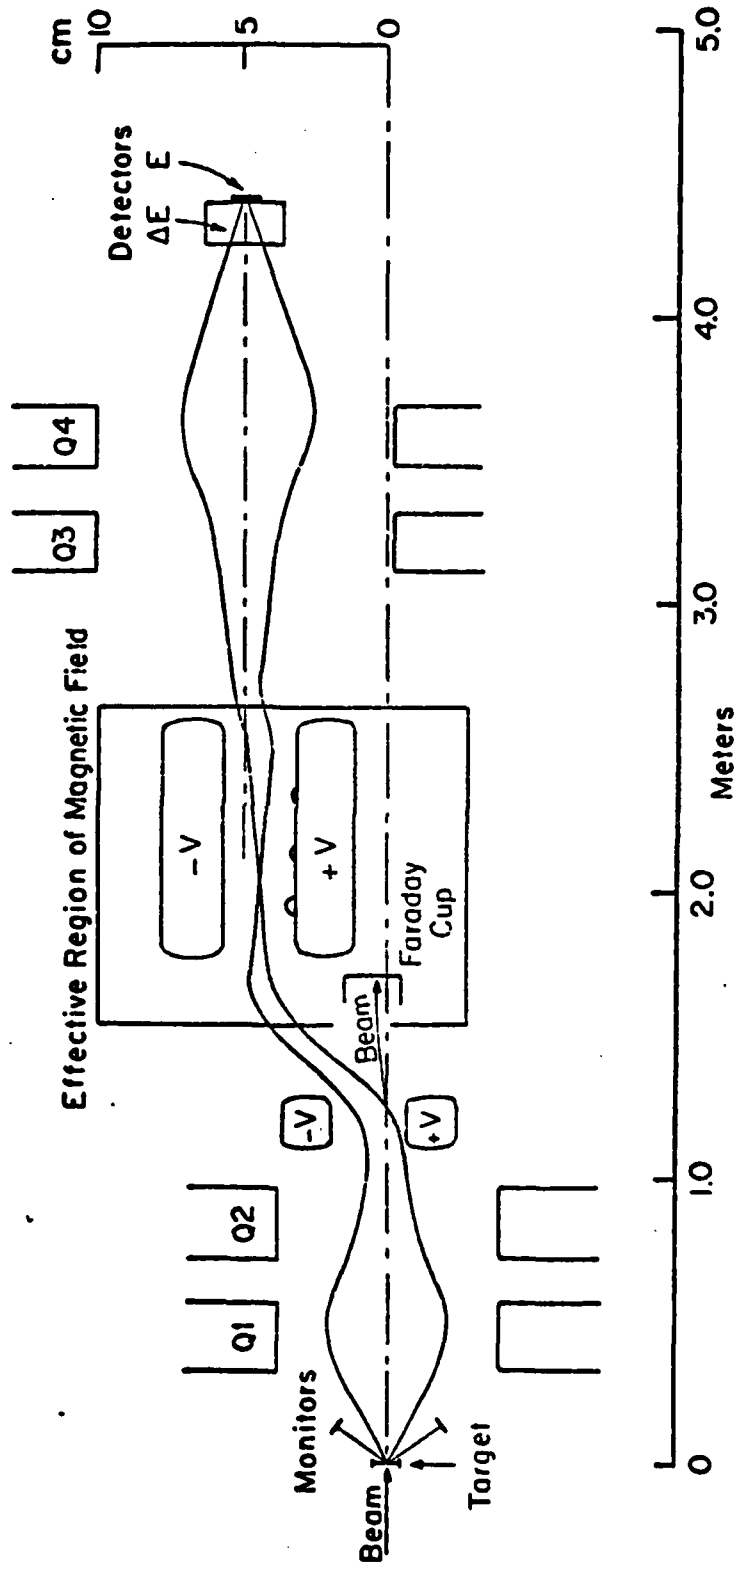 Effective Region of Magnetic Field
cm
10
5
0
Detectors
ΔE E
Q1
Q2
Q3
Q4
Monitors
-V
-V
+V
+V
Beam
Beam
Faraday
Cup
Target
0
1.0
2.0
3.0
4.0
5.0
Meters